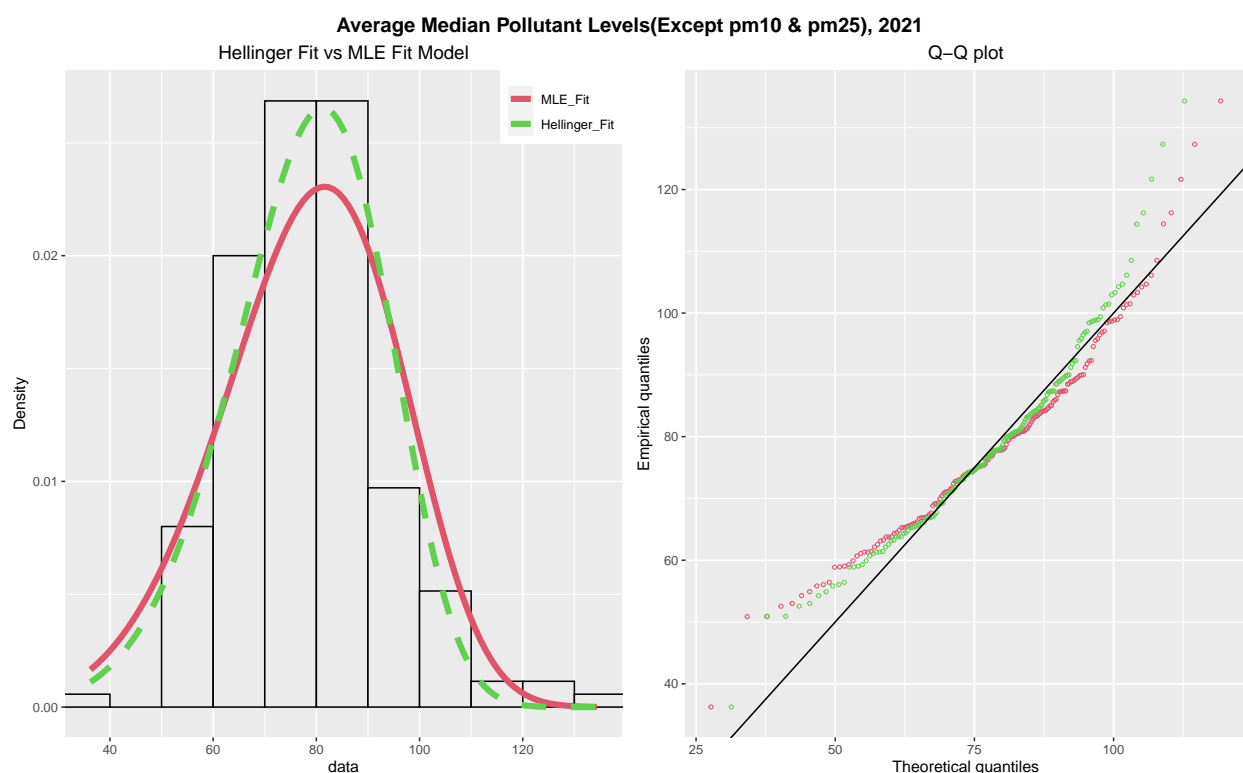 Average Median Pollutant Levels(Except pm10 & pm25), 2021
Hellinger Fit vs MLE Fit Model
MLE_Fit
Hellinger_Fit
Density
0.02
0.01
0.00
40 60 80 100 120
data
Q−Q plot
Empirical quantiles
120
100
80
60
40
25 50 75 100
Theoretical quantiles